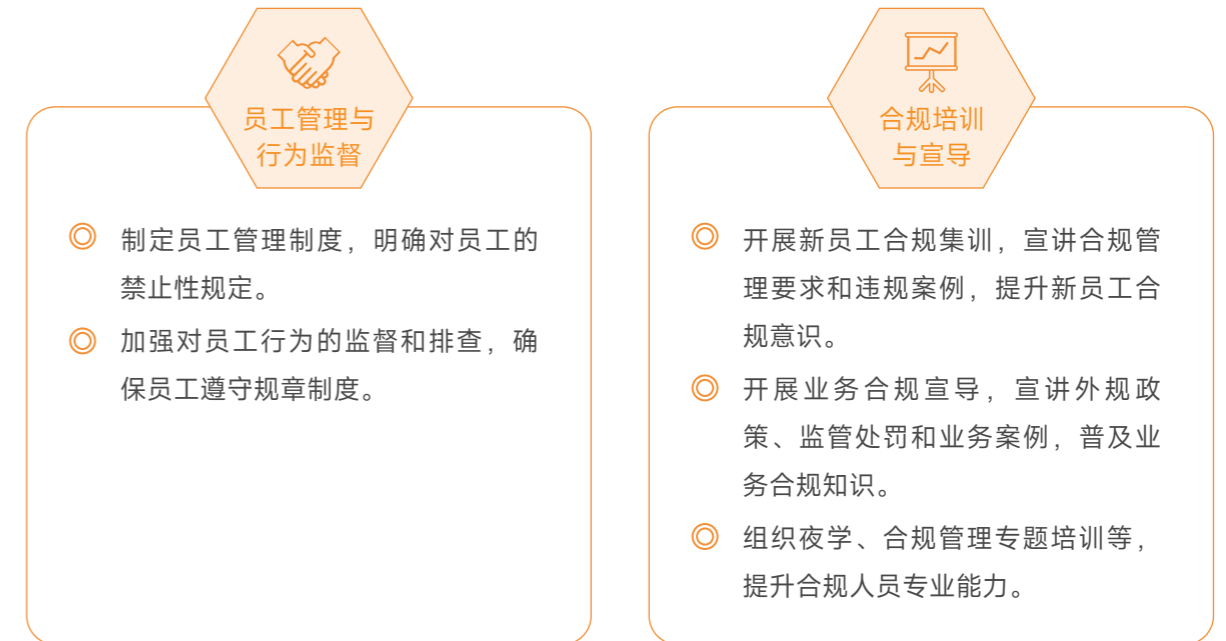 员工管理与
行为监督
制定员工管理制度，明确对员工的
禁止性规定。
加强对员工行为的监督和排查，确
保员工遵守规章制度。
合规培训
与宣导
开展新员工合规集训，宣讲合规管
理要求和违规案例，提升新员工合
规意识。
开展业务合规宣导，宣讲外规政
策、监管处罚和业务案例，普及业
务合规知识。
组织夜学、合规管理专题培训等，
提升合规人员专业能力。